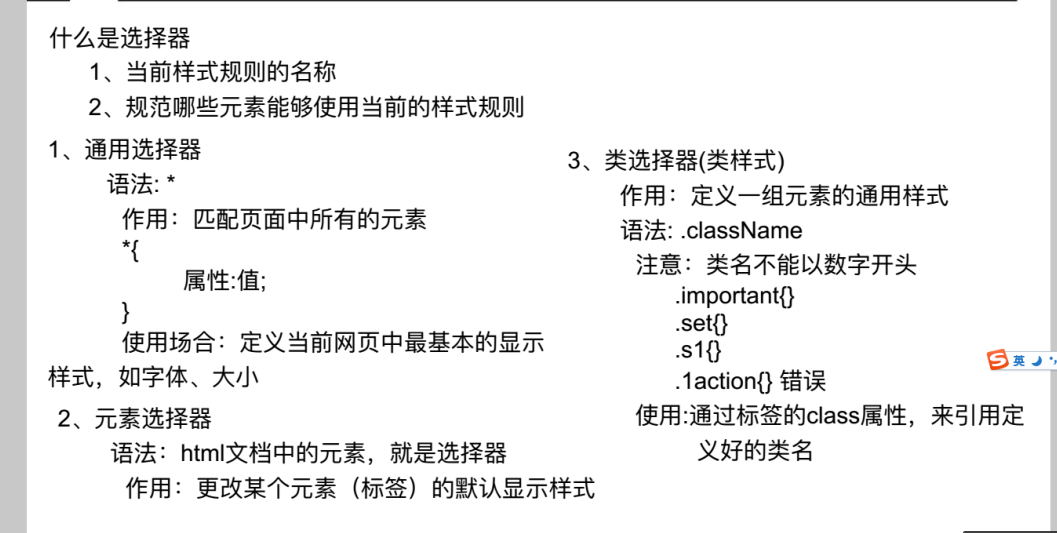 什么是选择器
1、当前样式规则的名称
2、规范哪些元素能够使用当前的样式规则
1、通用选择器
语法: *
作用：匹配页面中所有的元素
*{
属性:值;
}
使用场合：定义当前网页中最基本的显示
样式，如字体、大小
2、元素选择器
语法：html文档中的元素，就是选择器
作用：更改某个元素（标签）的默认显示样式
3、类选择器(类样式)
作用：定义一组元素的通用样式
语法: .className
注意：类名不能以数字开头
.important{}
.set{}
.s1{}
.1action{} 错误
使用:通过标签的class属性，来引用定
义好的类名
英